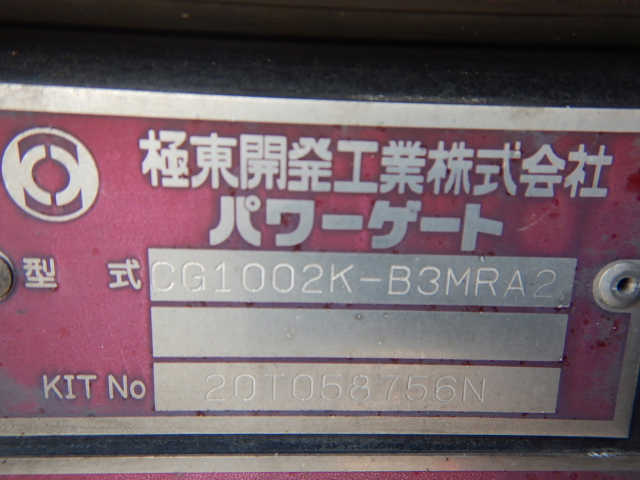 極東開発工業株式会社
パワーゲート
型式 CG1002K-B3MRA2
KIT No 20T058756N